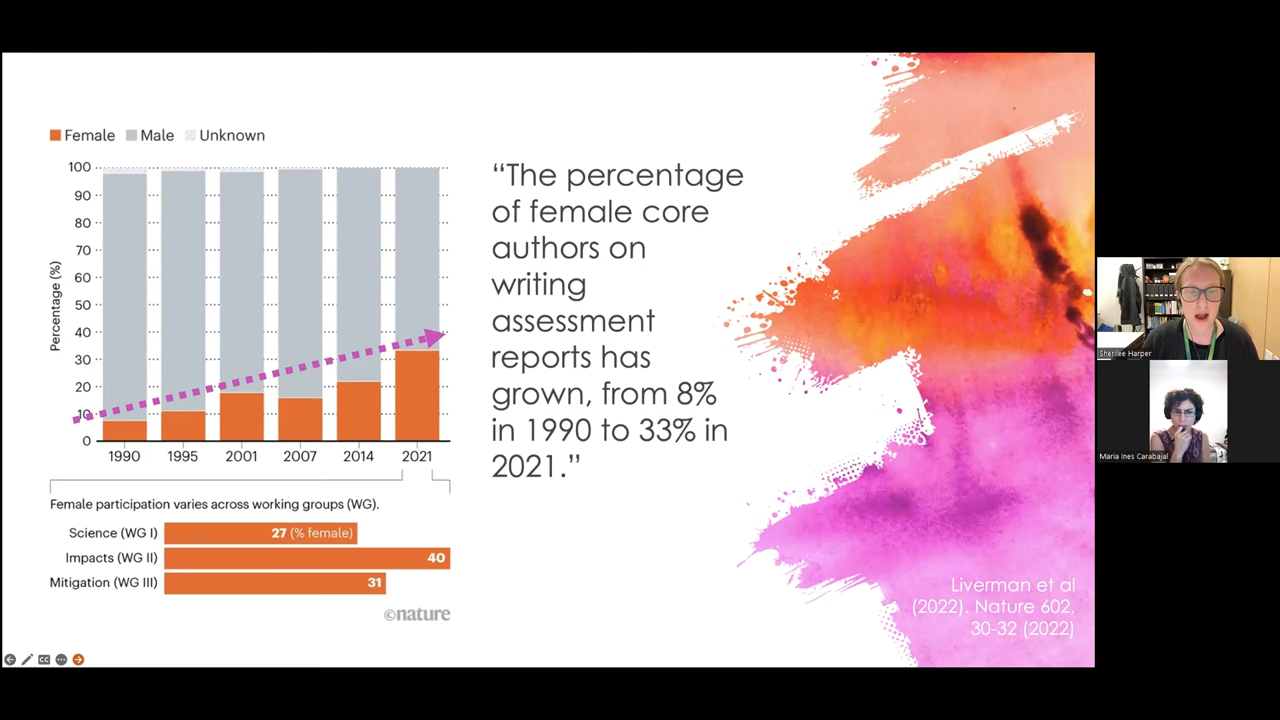 Female Male Unknown
100
90
80
70
60
50
40
30
20
10
0
Percentage (%)
1990 1995 2001 2007 2014 2021
Female participation varies across working groups (WG).
Science (WG I) 27 (% female)
Impacts (WG II) 40
Mitigation (WG III) 31
©nature
“The percentage
of female core
authors on
writing
assessment
reports has
grown, from 8%
in 1990 to 33% in
2021.”
Liverman et al
(2022). Nature 602,
30-32 (2022)
Sherilee Harper
Maria Ines Carabajal
CC